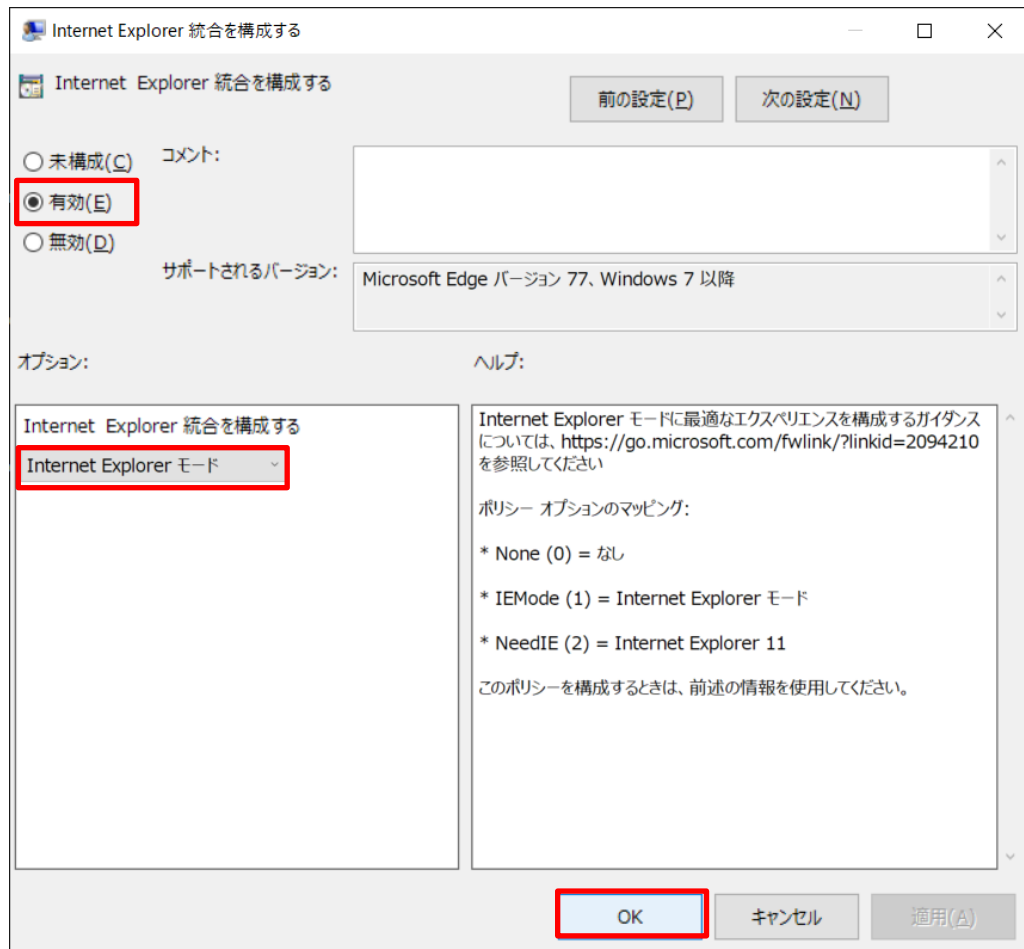 Internet Explorer 統合を構成する
Internet Explorer 統合を構成する
前の設定(P)
次の設定(N)
未構成(C)
コメント:
有効(E)
無効(D)
サポートされるバージョン:
Microsoft Edge バージョン 77、Windows 7 以降
オプション:
ヘルプ:
Internet Explorer 統合を構成する
Internet Explorer モード
Internet Explorer モードに最適なエクスペリエンスを構成するガイダンス
については、https://go.microsoft.com/fwlink/?linkid=2094210
を参照してください
ポリシー オプションのマッピング:
* None (0) = なし
* IEMode (1) = Internet Explorer モード
* NeedIE (2) = Internet Explorer 11
このポリシーを構成するときは、前述の情報を使用してください。
OK
キャンセル
適用(A)